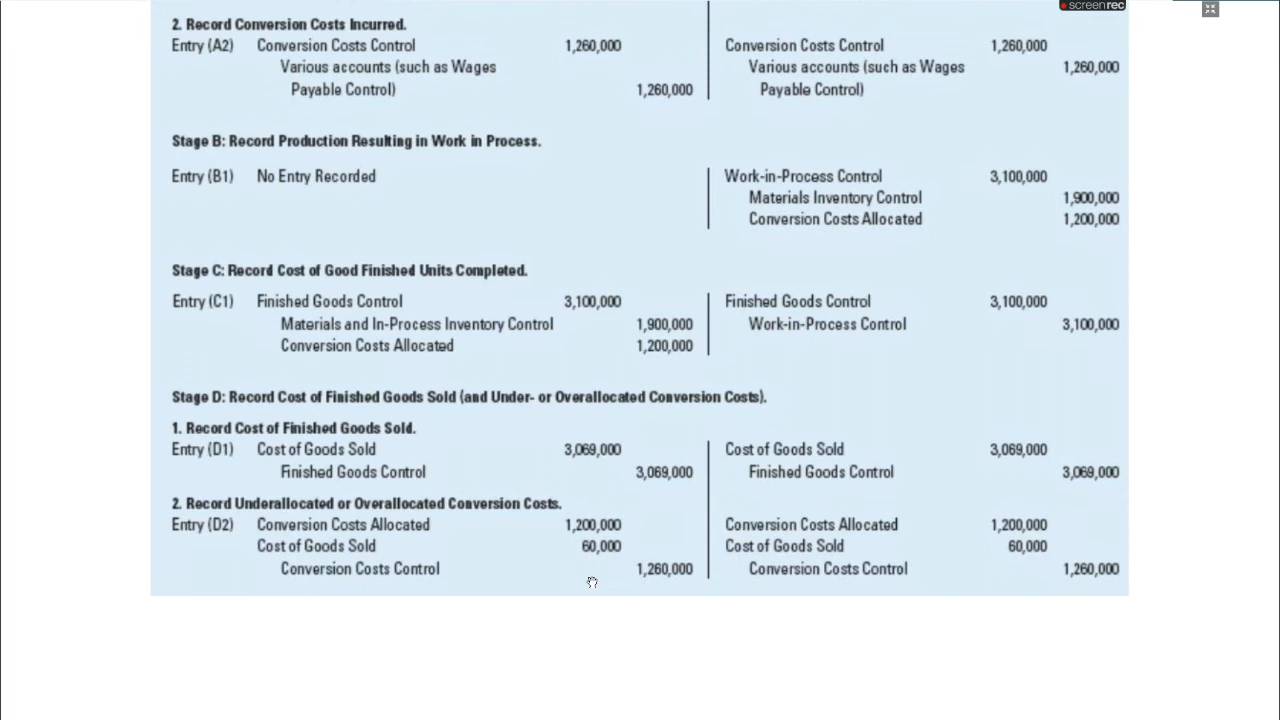 screenrec
2. Record Conversion Costs Incurred.
Entry (A2) Conversion Costs Control 1,260,000 Conversion Costs Control 1,260,000
Various accounts (such as Wages Various accounts (such as Wages 1,260,000
Payable Control) 1,260,000 Payable Control)
Stage B: Record Production Resulting in Work in Process.
Entry (B1) No Entry Recorded Work-in-Process Control 3,100,000
Materials Inventory Control 1,900,000
Conversion Costs Allocated 1,200,000
Stage C: Record Cost of Good Finished Units Completed.
Entry (C1) Finished Goods Control 3,100,000 Finished Goods Control 3,100,000
Materials and In-Process Inventory Control 1,900,000 Work-in-Process Control 3,100,000
Conversion Costs Allocated 1,200,000
Stage D: Record Cost of Finished Goods Sold (and Under- or Overallocated Conversion Costs).
1. Record Cost of Finished Goods Sold.
Entry (D1) Cost of Goods Sold 3,069,000 Cost of Goods Sold 3,069,000
Finished Goods Control 3,069,000 Finished Goods Control 3,069,000
2. Record Underallocated or Overallocated Conversion Costs.
Entry (D2) Conversion Costs Allocated 1,200,000 Conversion Costs Allocated 1,200,000
Cost of Goods Sold 60,000 Cost of Goods Sold 60,000
Conversion Costs Control 1,260,000 Conversion Costs Control 1,260,000